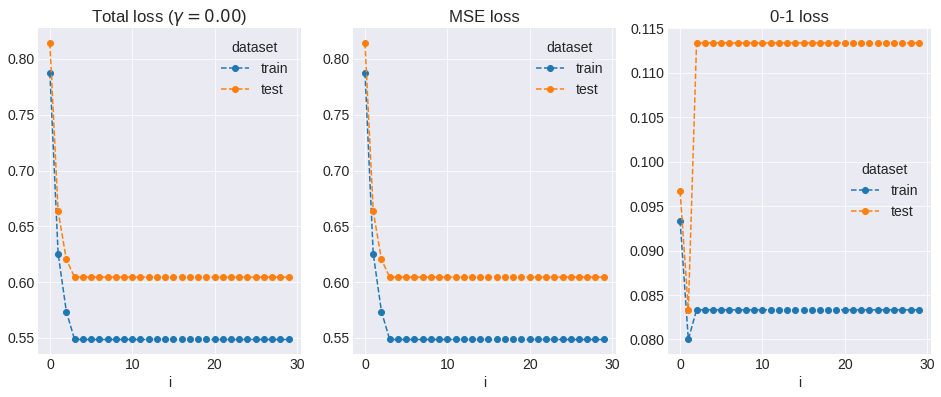 Total loss (γ = 0.00)
dataset
train
test
0.80
0.75
0.70
0.65
0.60
0.55
0
10
20
30
i
MSE loss
dataset
train
test
0.80
0.75
0.70
0.65
0.60
0.55
0
10
20
30
i
0-1 loss
0.115
0.110
0.105
0.100
0.095
0.090
0.085
0.080
dataset
train
test
0
10
20
30
i